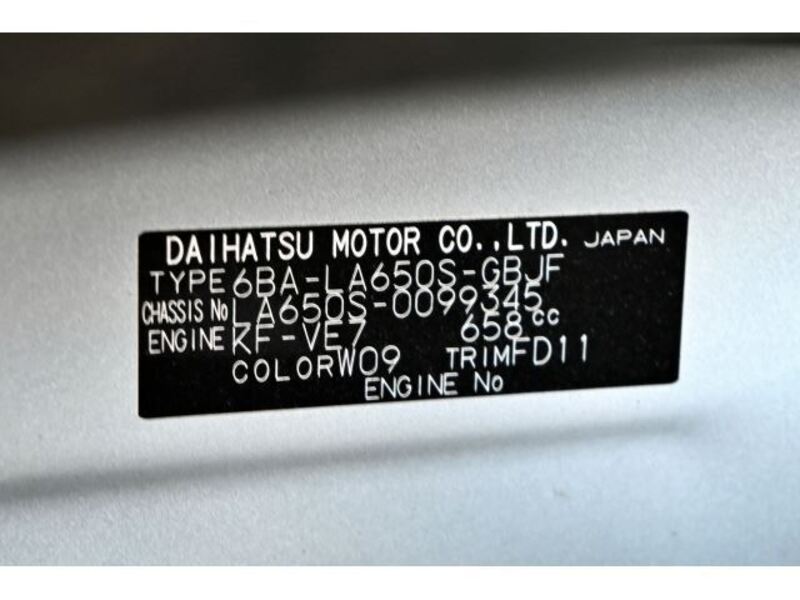 DAIHATSU MOTOR CO.,LTD. JAPAN
TYPE 6BA-LA650S-GBJF
CHASSIS No LA650S-0099345
ENGINE KF-VE7 658cc
COLOR W09 TRIM FD11
ENGINE No